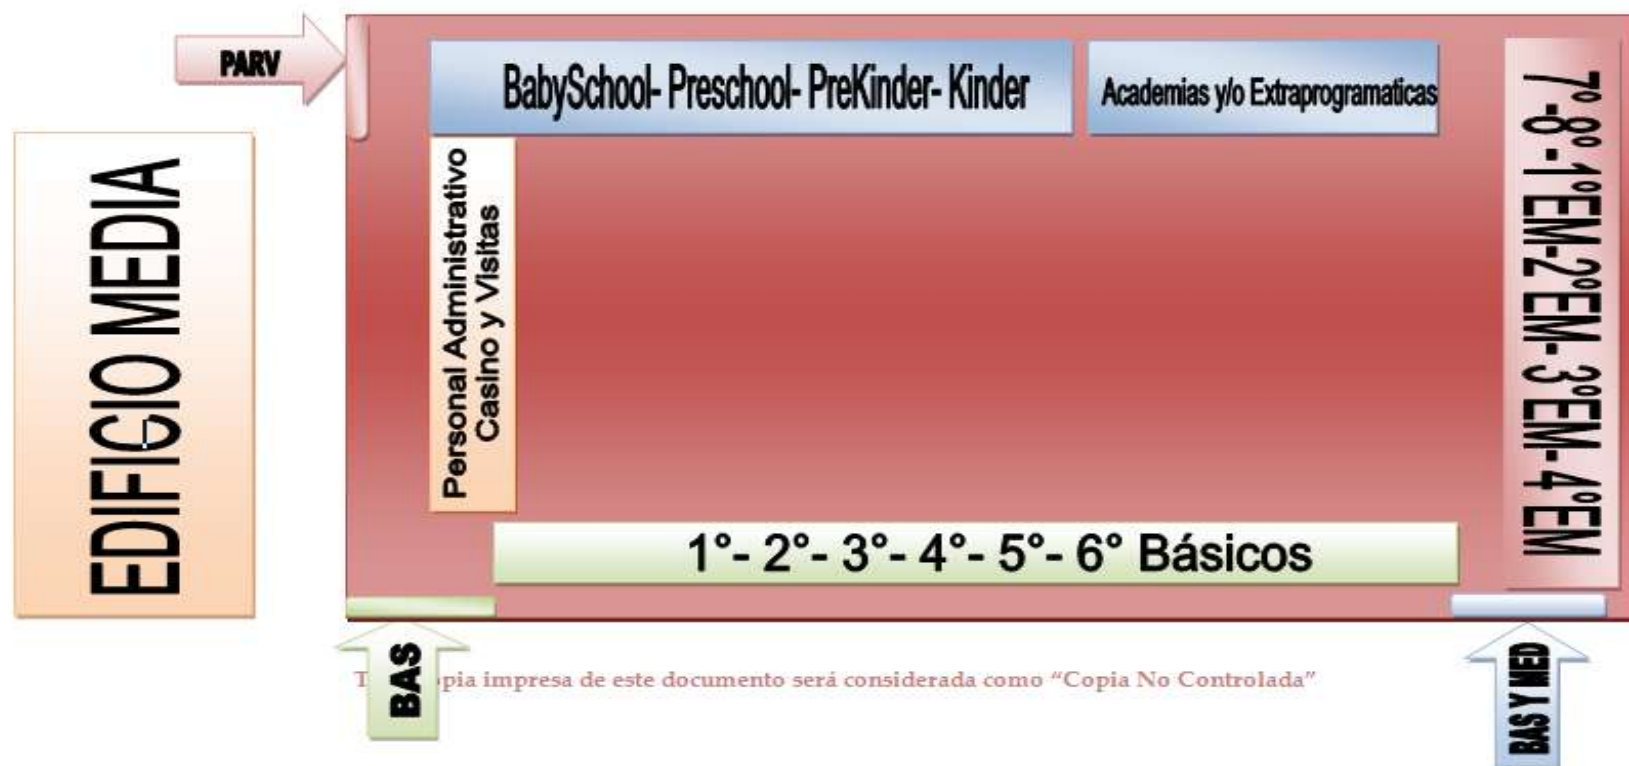 PARV
BabySchool- Preschool- PreKinder- Kinder
Academias y/o Extraprogramaticas
EDIFICIO MEDIA
Personal Administrativo
Casino y Visitas
7°-8°-1°EM-2°EM- 3°EM- 4°EM
1°- 2°- 3°- 4°- 5°- 6° Básicos
BAS
impresa de este documento será considerada como “Copia No Controlada”
BAS Y MED